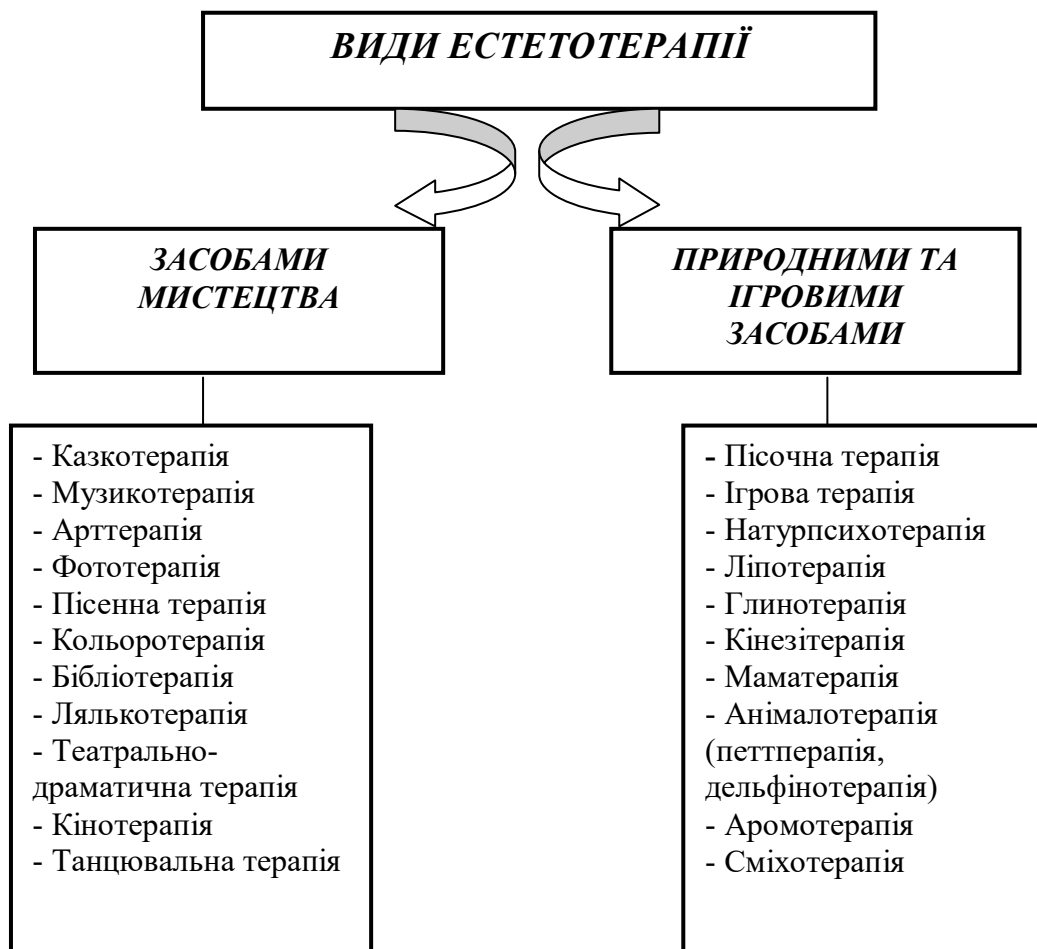 ВИДИ ЕСТЕТОТЕРАПІЇ
ЗАСОБАМИ
МИСТЕЦТВА
- Казкотерапія
- Музикотерапія
- Арттерапія
- Фототерапія
- Пісенна терапія
- Кольоротерапія
- Бібліотерапія
- Лялькотерапія
- Театрально-
драматична терапія
- Кінотерапія
- Танцювальна терапія
ПРИРОДНИМИ ТА
ІГРОВИМИ
ЗАСОБАМИ
- Пісочна терапія
- Ігрова терапія
- Натурпсихотерапія
- Ліпотерапія
- Глинотерапія
- Кінезітерапія
- Маматерапія
- Анімалотерапія
(петтперапія,
дельфінотерапія)
- Аромотерапія
- Сміхотерапія